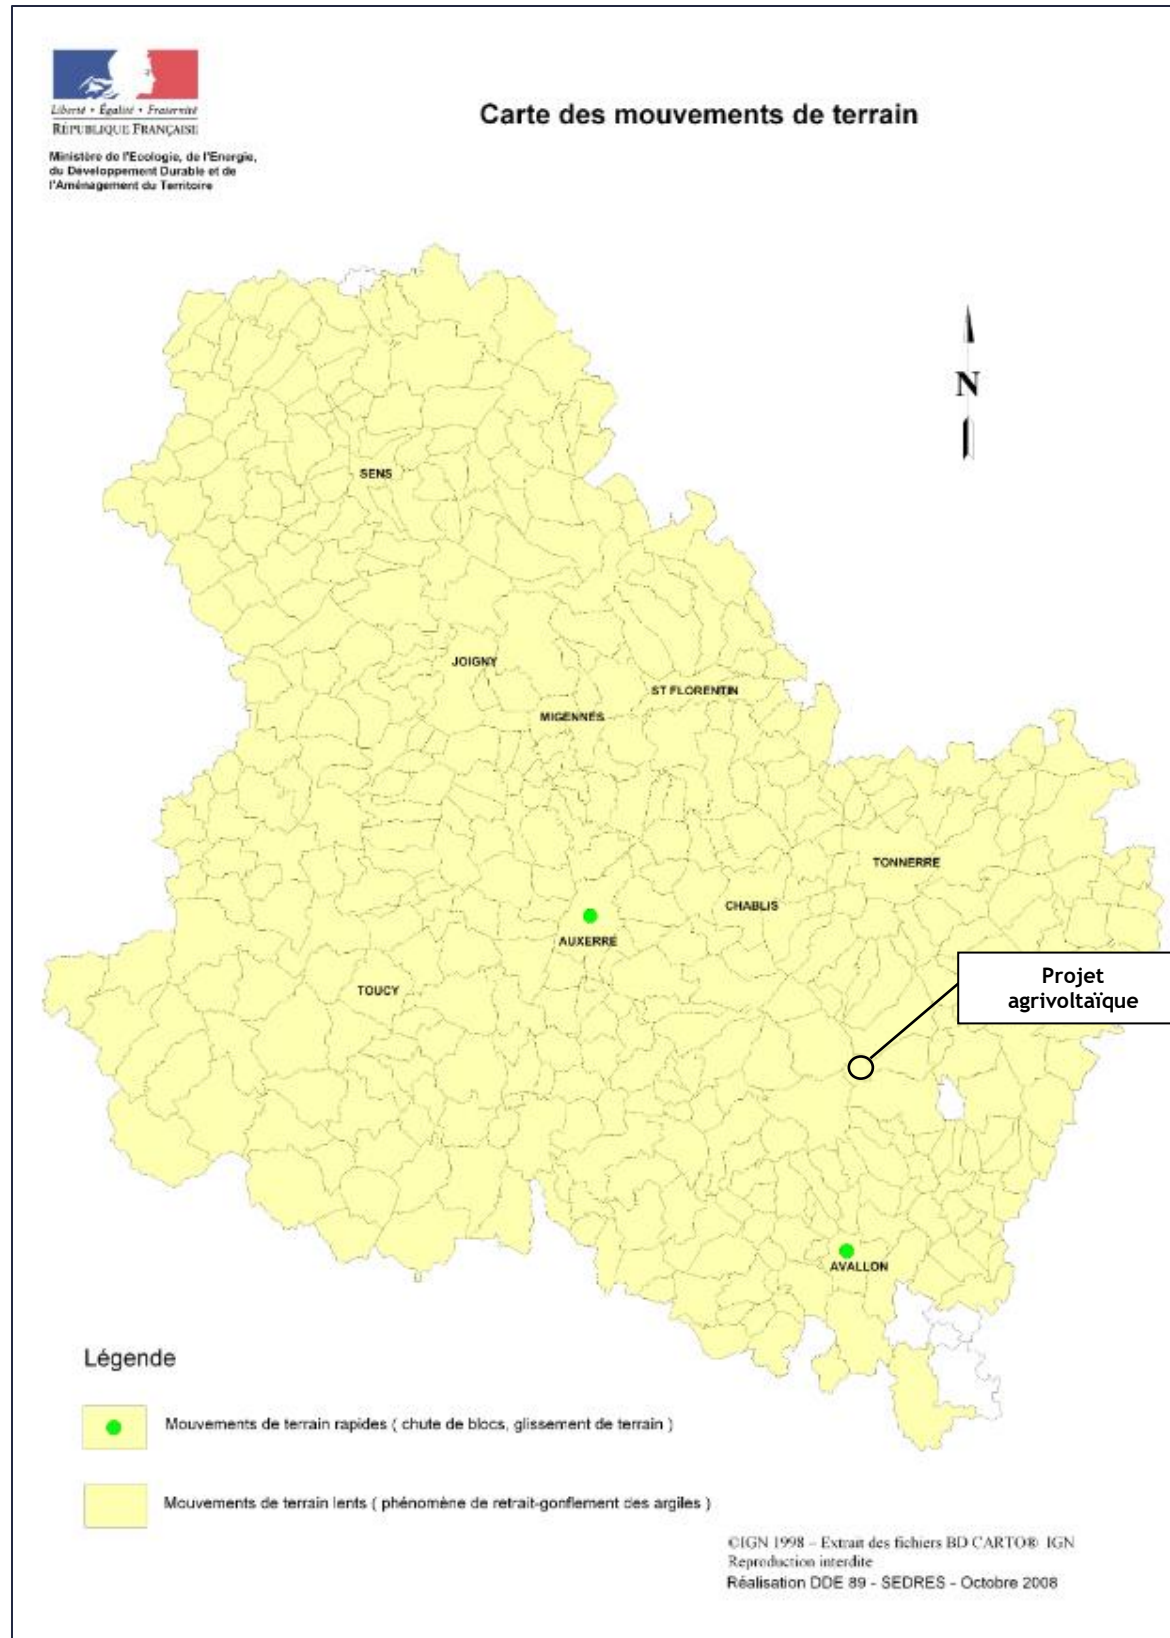 Liberté • Égalité • Fraternité
RÉPUBLIQUE FRANÇAISE
Ministère de l'Ecologie, de l'Energie,
du Développement Durable et de
l'Aménagement du Territoire
Carte des mouvements de terrain
N
SENS
JOIGNY
ST FLORENTIN
MIGENNES
TONNERRE
CHABLIS
AUXERRE
TOUCY
Projet
agrivoltaïque
AVALLON
Légende
Mouvements de terrain rapides ( chute de blocs, glissement de terrain )
Mouvements de terrain lents ( phénomène de retrait-gonflement des argiles )
©IGN 1998 – Extrait des fichiers BD CARTO® IGN
Reproduction interdite
Réalisation DDE 89 - SEDRES - Octobre 2008